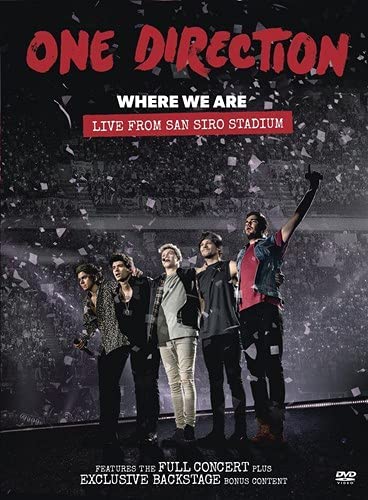 ONE DIRECTION
WHERE WE ARE
LIVE FROM SAN SIRO STADIUM
FEATURES THE FULL CONCERT PLUS
EXCLUSIVE BACKSTAGE BONUS CONTENT
DVD
VIDEO